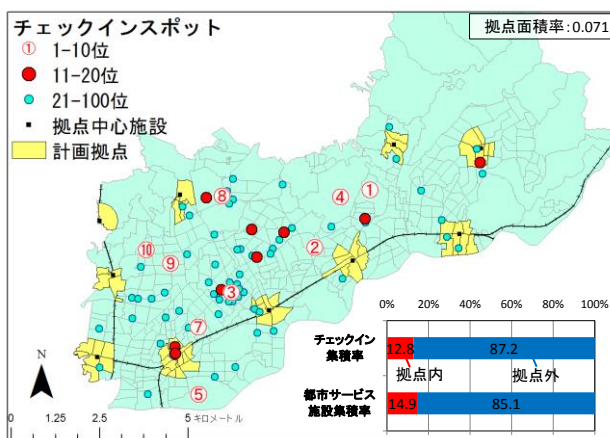 チェックインスポット
拠点面積率:0.071
① 1-10位
11-20位
21-100位
拠点中心施設
計画拠点
④ ①
⑧
②
⑩
⑨
③
⑦
⑤
N
0 1.25 2.5 5 キロメートル
0% 20% 40% 60% 80% 100%
チェックイン
集積率
12.8 87.2
拠点内 拠点外
都市サービス
施設集積率
14.9 85.1